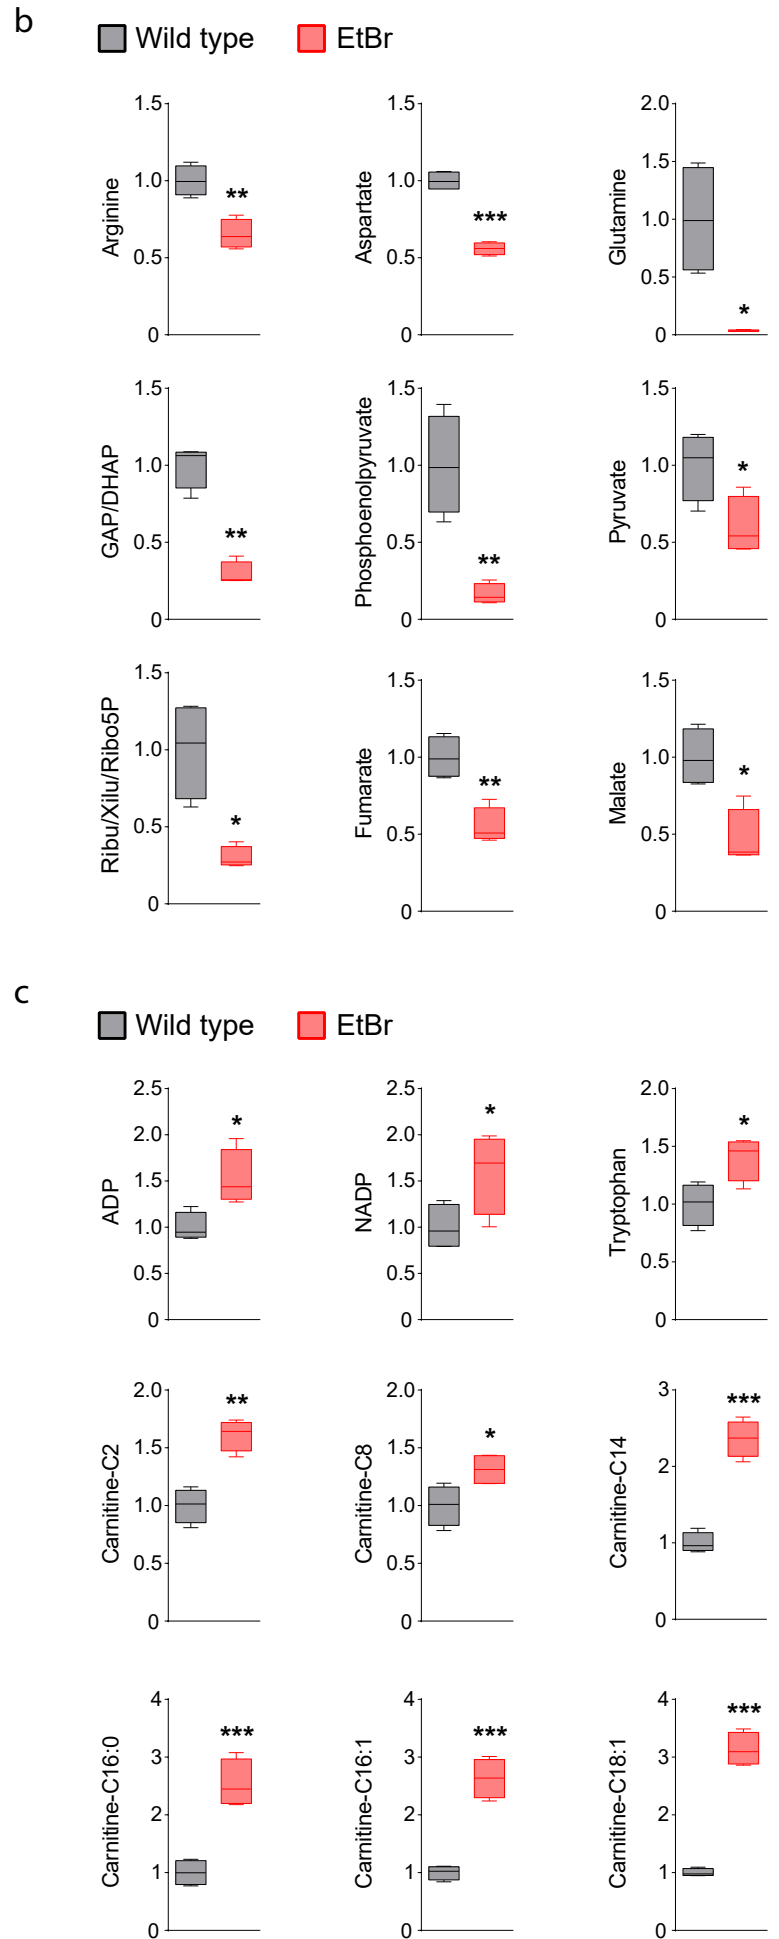 b
Wild type EtBr
1.5 1.0 0.5 0 Arginine **
1.5 1.0 0.5 0 Aspartate ***
2.0 1.5 1.0 0.5 0 Glutamine *
1.5 1.0 0.5 0 GAP/DHAP **
1.5 1.0 0.5 0 Phosphoenolpyruvate **
1.5 1.0 0.5 0 Pyruvate *
1.5 1.0 0.5 0 Ribu/Xilu/Ribo5P *
1.5 1.0 0.5 0 Fumarate **
1.5 1.0 0.5 0 Malate *
c
Wild type EtBr
2.5 2.0 1.5 1.0 0.5 0 ADP *
2.5 2.0 1.5 1.0 0.5 0 NADP *
2.0 1.5 1.0 0.5 0 Tryptophan *
2.0 1.5 1.0 0.5 0 Carnitine-C2 **
2.0 1.5 1.0 0.5 0 Carnitine-C8 *
3 2 1 0 Carnitine-C14 ***
4 3 2 1 0 Carnitine-C16:0 ***
4 3 2 1 0 Carnitine-C16:1 ***
4 3 2 1 0 Carnitine-C18:1 ***